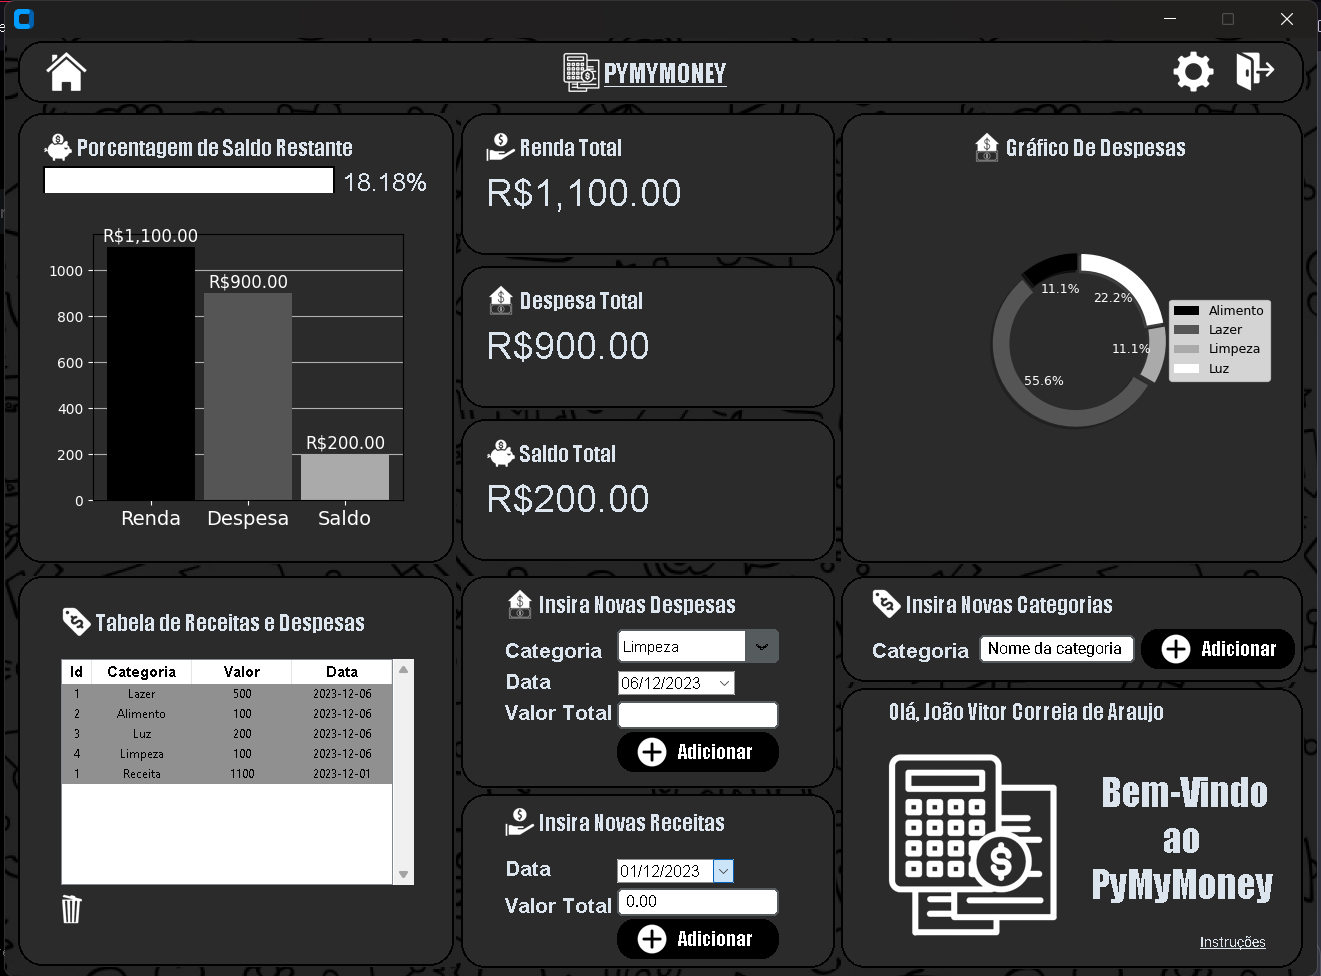 PYMYMONEY
Porcentagem de Saldo Restante
18.18%
R$1,100.00
R$900.00
R$200.00
1000
800
600
400
200
0
Renda Despesa Saldo
Renda Total
R$1,100.00
Despesa Total
R$900.00
Saldo Total
R$200.00
Gráfico De Despesas
11.1%
22.2%
11.1%
55.6%
Alimento
Lazer
Limpeza
Luz
Tabela de Receitas e Despesas
Id Categoria Valor Data
1 Lazer 500 2023-12-06
2 Alimento 100 2023-12-06
3 Luz 200 2023-12-06
4 Limpeza 100 2023-12-06
1 Receita 1100 2023-12-01
Insira Novas Despesas
Categoria Limpeza
Data 06/12/2023
Valor Total
Adicionar
Insira Novas Receitas
Data 01/12/2023
Valor Total 0.00
Adicionar
Insira Novas Categorias
Categoria Nome da categoria Adicionar
Olá, João Vitor Correia de Araujo
Bem-Vindo
ao
PyMyMoney
Instruções